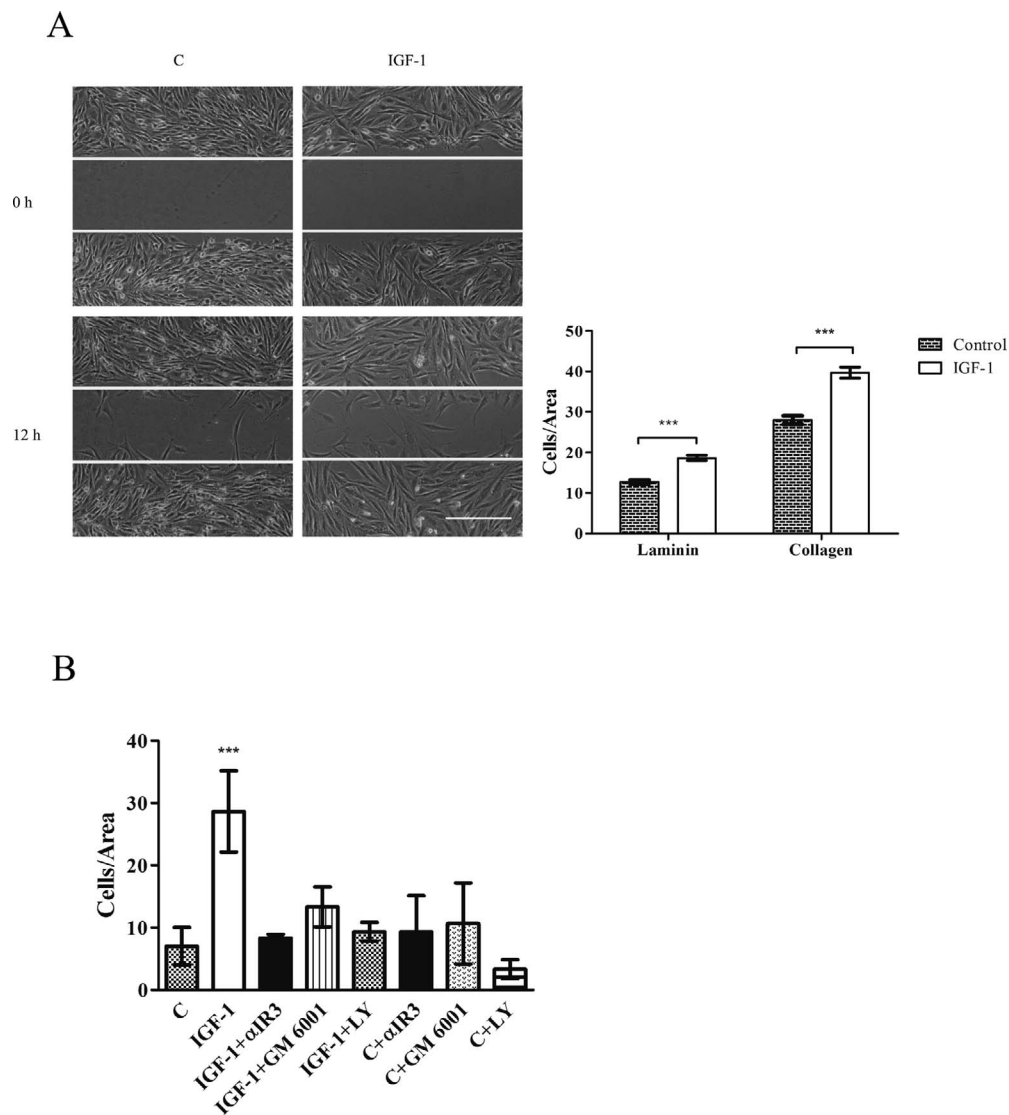 A
C IGF-1
0 h
12 h
50
40
30
20
10
0
Cells/Area
***
***
Laminin Collagen
Control
IGF-1
B
40
30
20
10
0
Cells/Area
***
C
IGF-1
IGF-1+αIR3
IGF-1+GM 6001
IGF-1+LY
C+αIR3
C+GM 6001
C+LY